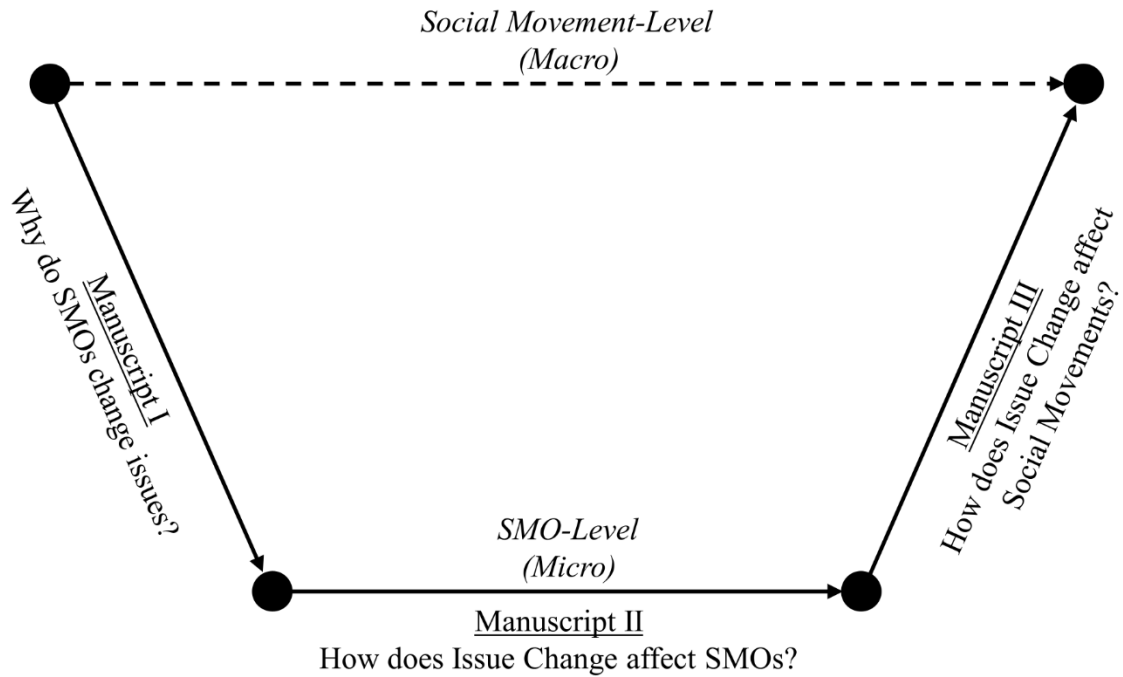 Social Movement-Level
(Macro)
Manuscript I
Why do SMOs change issues?
SMO-Level
(Micro)
Manuscript II
How does Issue Change affect SMOs?
Manuscript III
How does Issue Change affect
Social Movements?